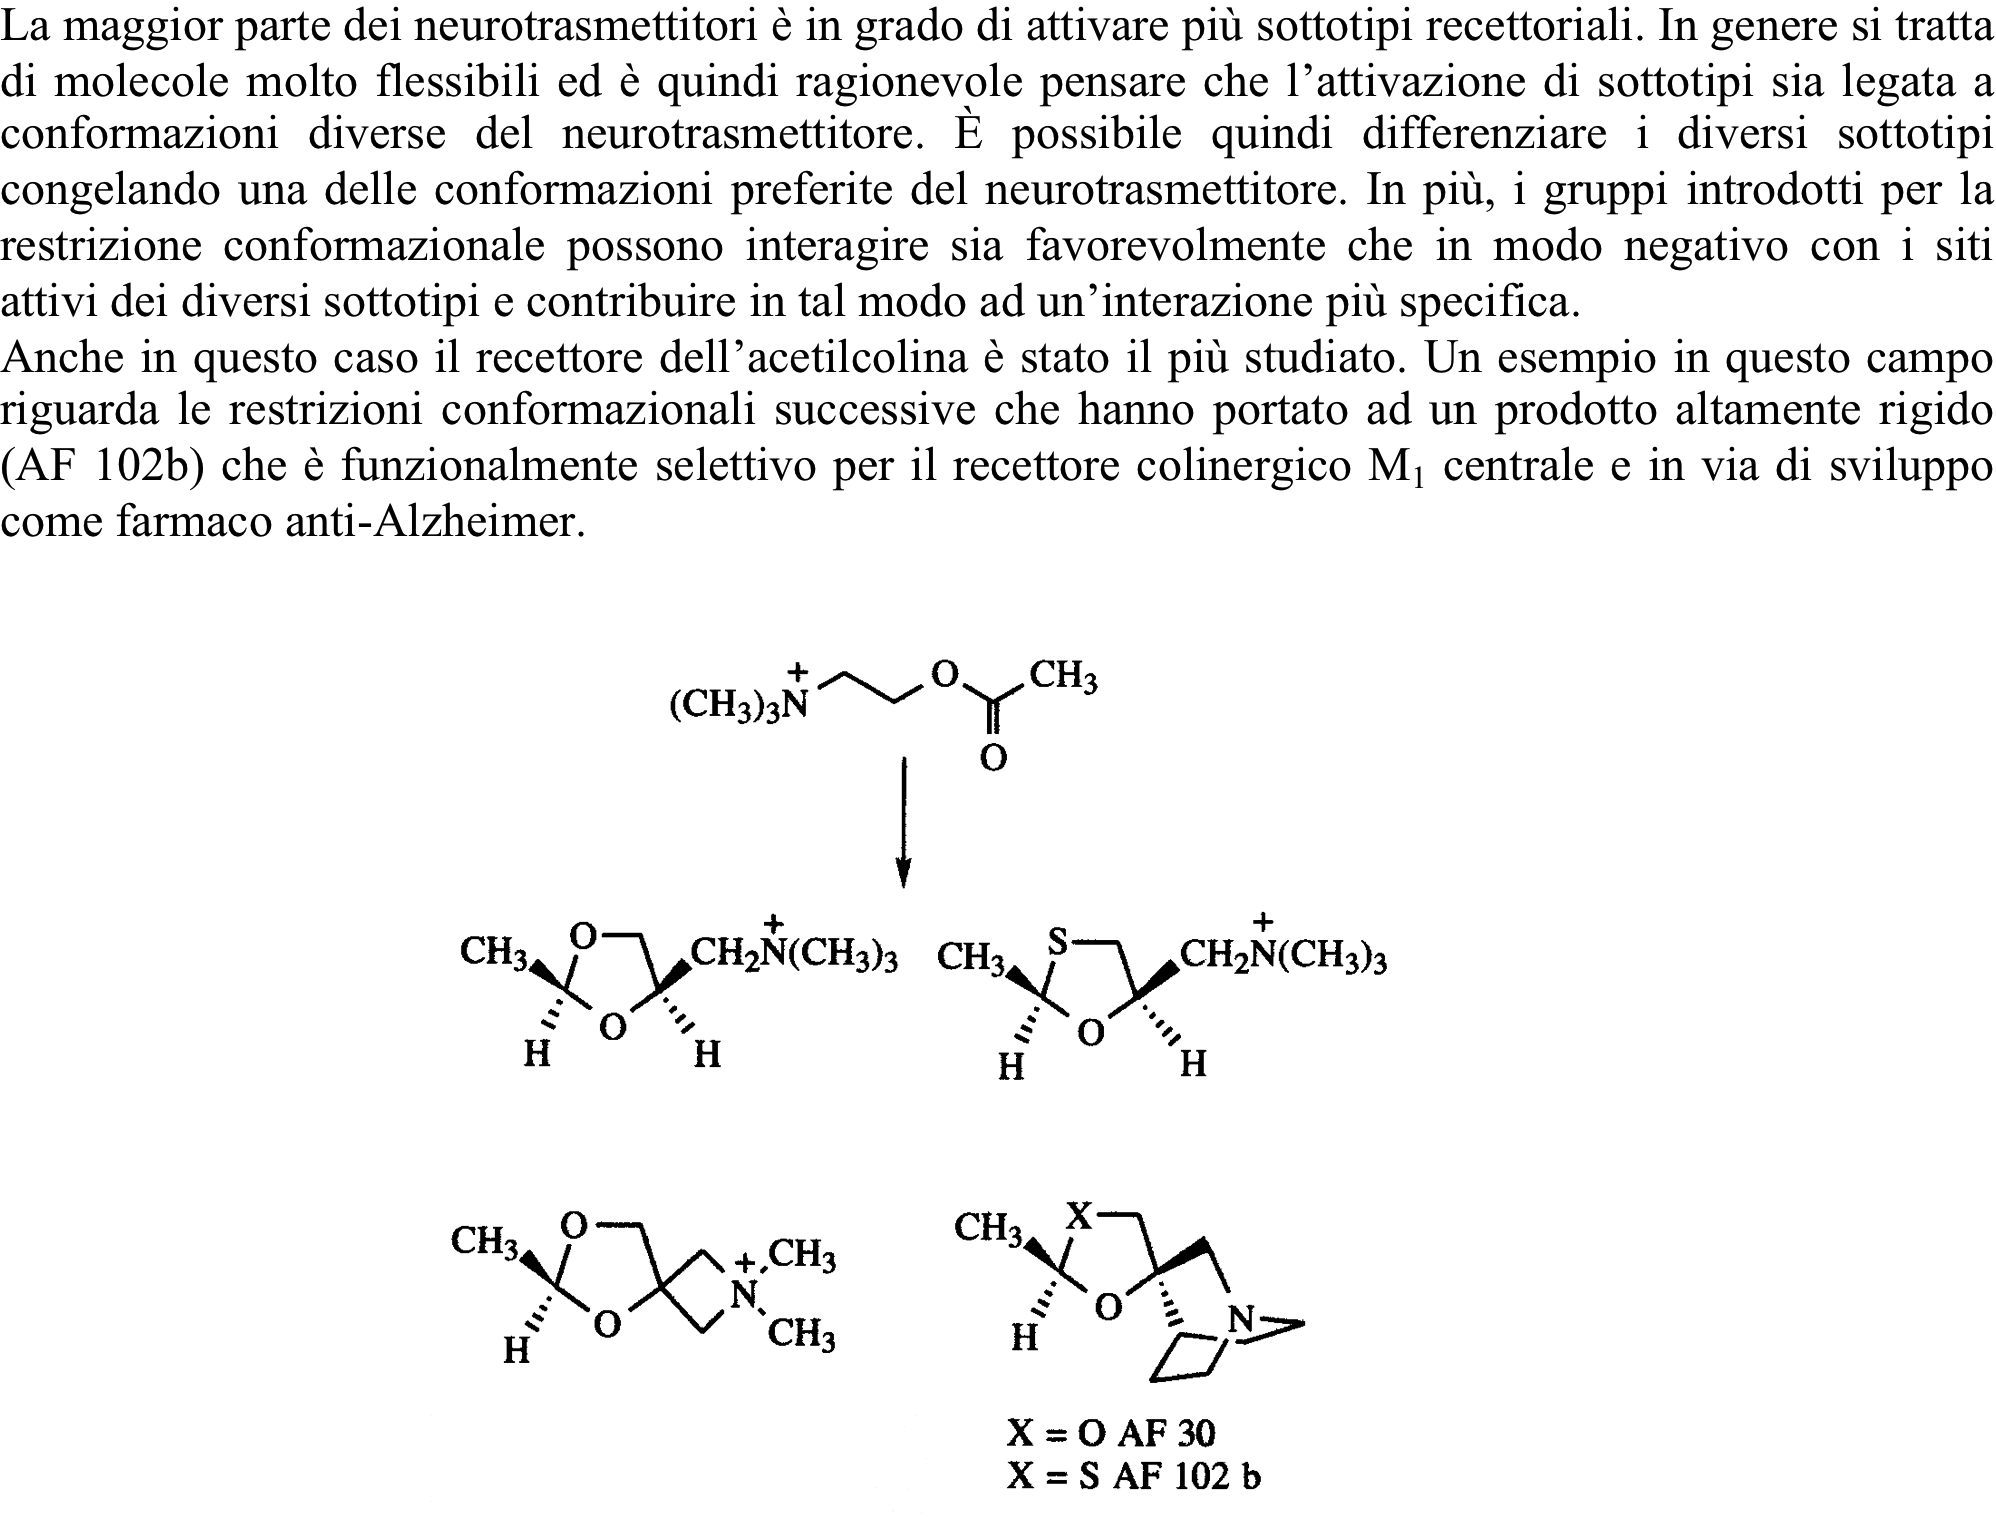 La maggior parte dei neurotrasmettitori è in grado di attivare più sottotipi recettoriali. In genere si tratta
di molecole molto flessibili ed è quindi ragionevole pensare che l’attivazione di sottotipi sia legata a
conformazioni diverse del neurotrasmettitore. È possibile quindi differenziare i diversi sottotipi
congelando una delle conformazioni preferite del neurotrasmettitore. In più, i gruppi introdotti per la
restrizione conformazionale possono interagire sia favorevolmente che in modo negativo con i siti
attivi dei diversi sottotipi e contribuire in tal modo ad un’interazione più specifica.
Anche in questo caso il recettore dell’acetilcolina è stato il più studiato. Un esempio in questo campo
riguarda le restrizioni conformazionali successive che hanno portato ad un prodotto altamente rigido
(AF 102b) che è funzionalmente selettivo per il recettore colinergico M₁ centrale e in via di sviluppo
come farmaco anti-Alzheimer.
(CH₃)₃N⁺ O CH₃
O
CH₃ O CH₂N⁺(CH₃)₃ CH₃ S CH₂N⁺(CH₃)₃
O O
H H H H
CH₃ O N⁺ CH₃ CH₃ X
O CH₃ O N
H H
X = O AF 30
X = S AF 102 b